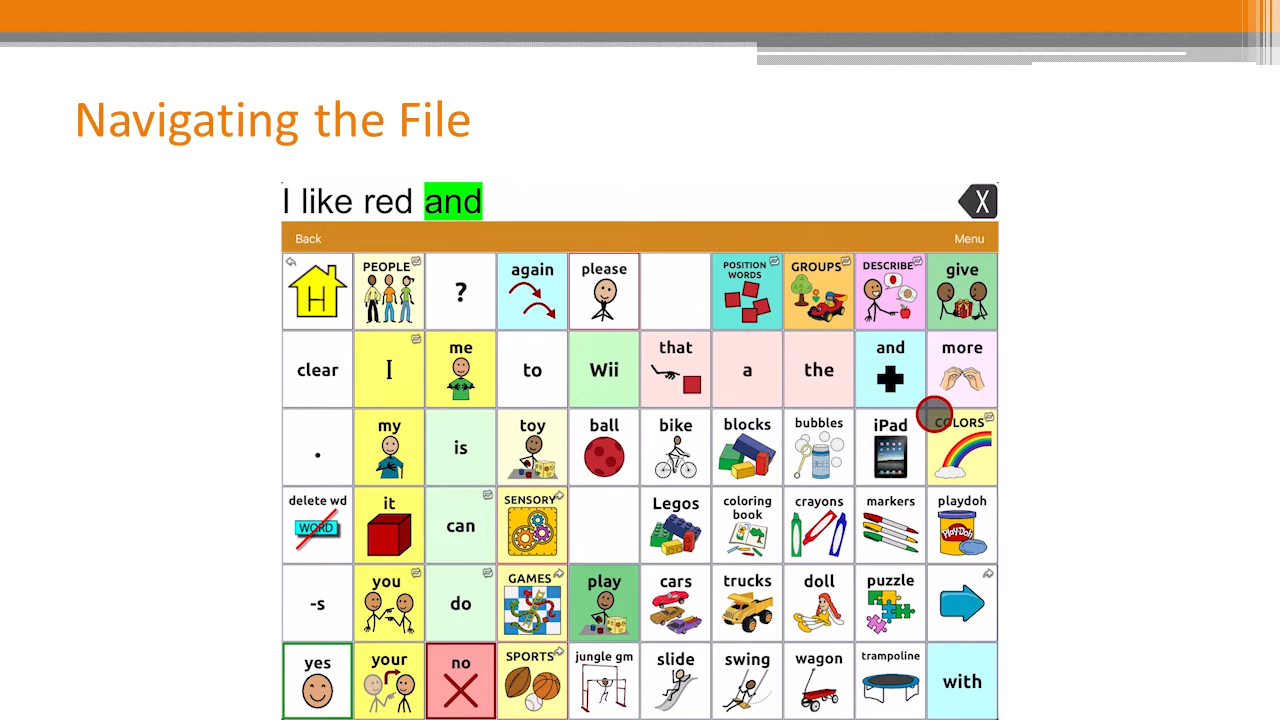 Navigating the File
I like red and
X
Back Menu
H PEOPLE ? again please POSITION WORDS GROUPS DESCRIBE give
clear I me to Wii that a the and more
. my is toy ball bike blocks bubbles iPad COLORS
delete wd WORD it can SENSORY Legos coloring book crayons markers playdoh Play-Doh
-s you do GAMES play cars trucks doll puzzle
yes your no SPORTS jungle gm slide swing wagon trampoline with